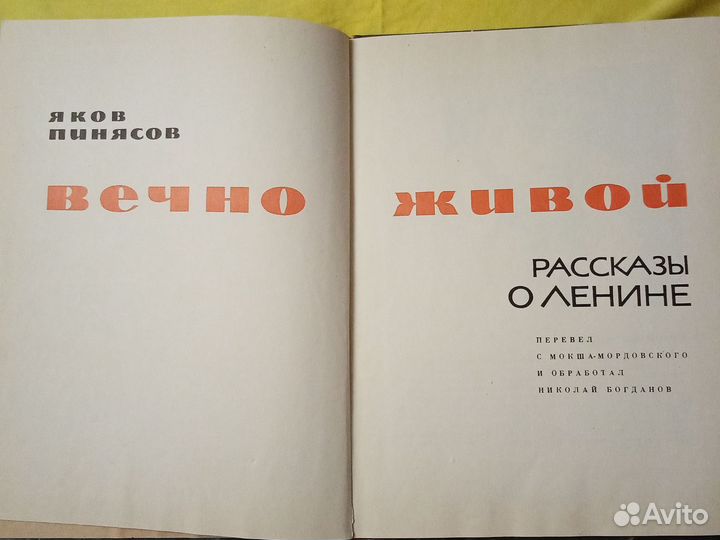 ЯКОВ
ПИНЯСОВ
вечно живой
РАССКАЗЫ
О ЛЕНИНЕ
ПЕРЕВЕЛ
С МОКША-МОРДОВСКОГО
И ОБРАБОТАЛ
НИКОЛАЙ БОГДАНОВ
Avito